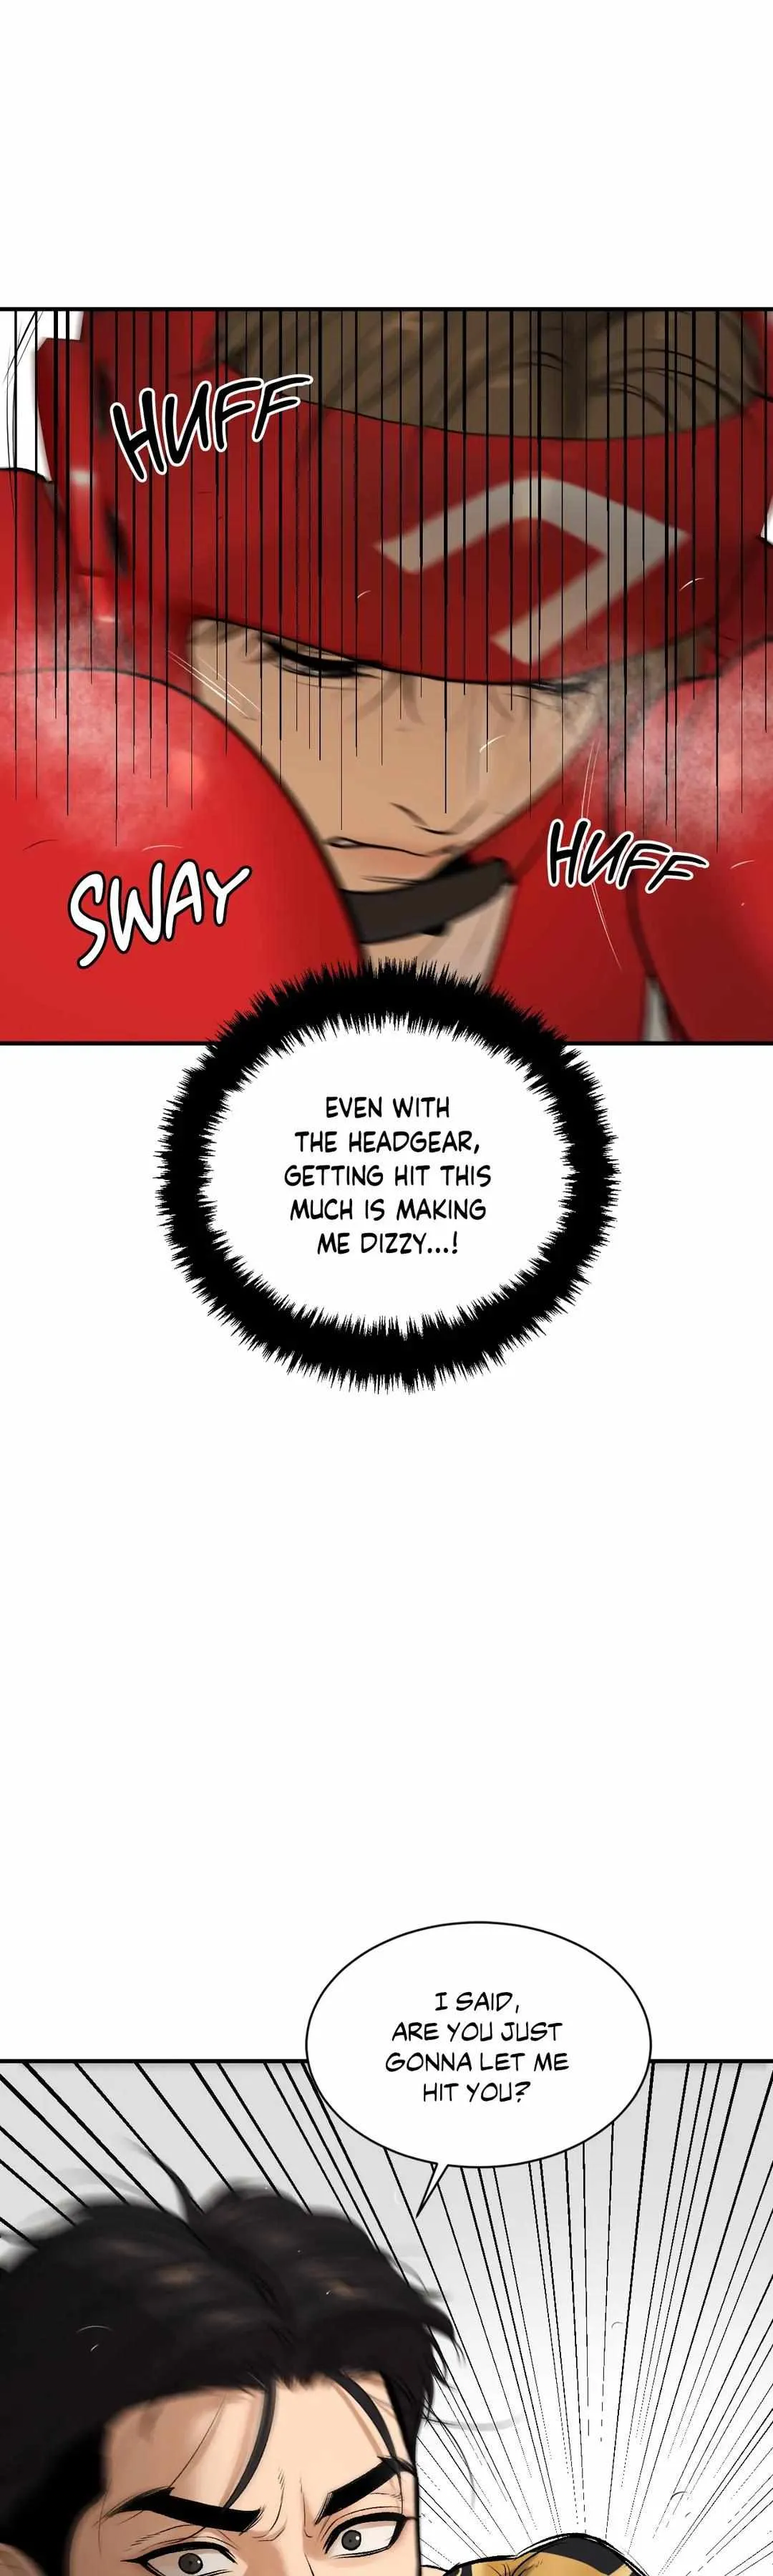 HUFF
SWAY
HUFF
EVEN WITH
THE HEADGEAR,
GETTING HIT THIS
MUCH IS MAKING
ME DIZZY...!
I SAID,
ARE YOU JUST
GONNA LET ME
HIT YOU?